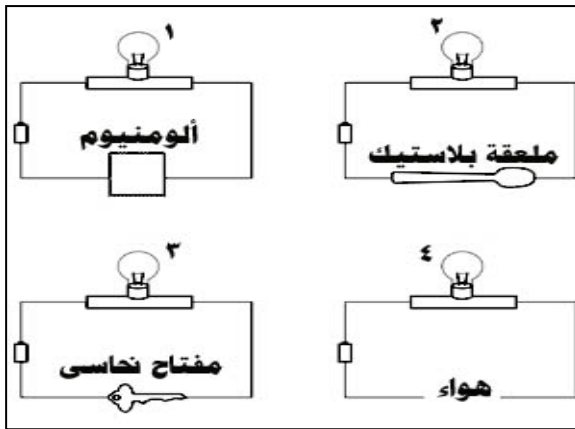 ١
ألومنيوم
٢
ملعقة بلاستيك
٣
مفتاح نحاسى
٤
هواء